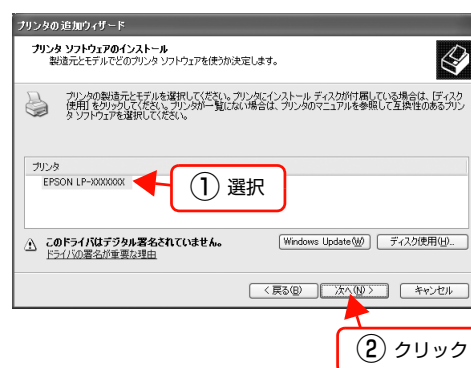 プリンタの追加ウィザード
プリンタ ソフトウェアのインストール
製造元とモデルでどのプリンタ ソフトウェアを使うか決定します。
プリンタの製造元とモデルを選択してください。プリンタにインストール ディスクが付属している場合は、[ディスク
使用] をクリックしてください。プリンタが一覧にない場合は、プリンタのマニュアルを参照して互換性のあるプリン
タ ソフトウェアを選択してください。
プリンタ
EPSON LP-XXXXXXX
① 選択
このドライバはデジタル署名されていません。
ドライバの署名が重要な理由
Windows Update(W)
ディスク使用(H)...
< 戻る(B)
次へ(N) >
キャンセル
② クリック